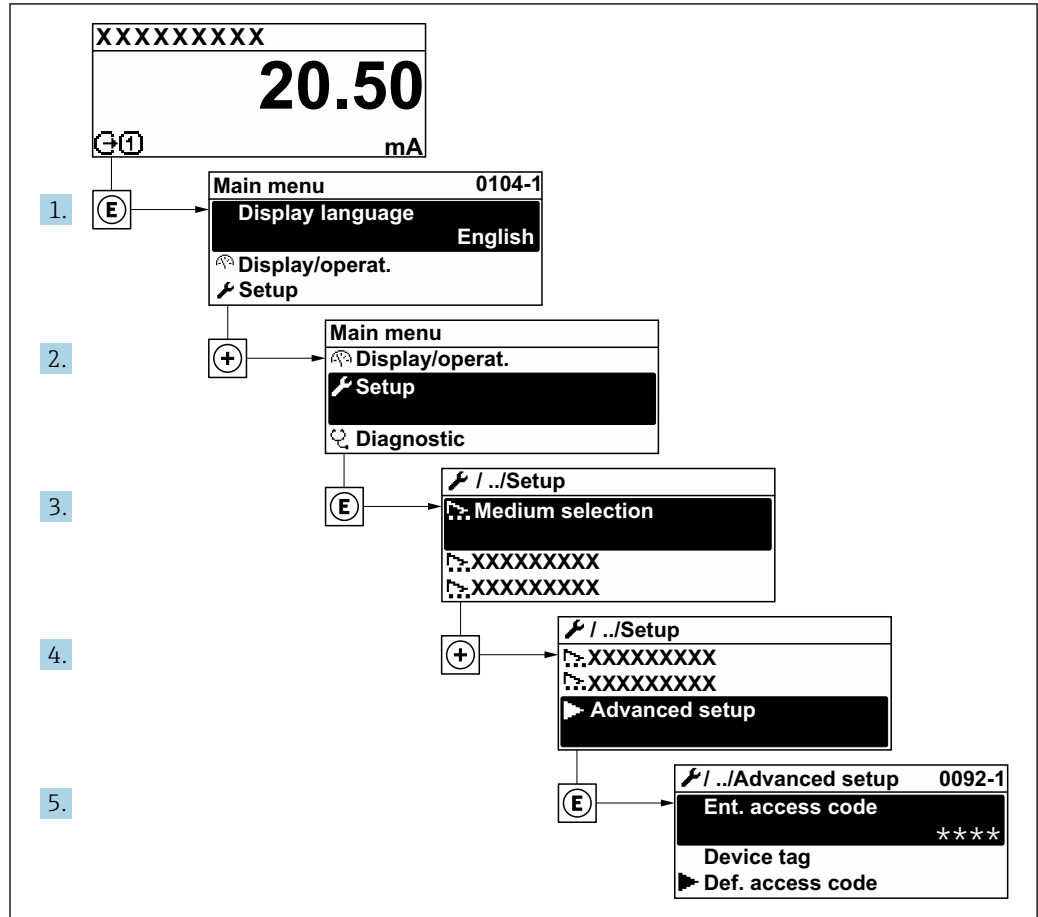 XXXXXXXXX
20.50
mA
1. E
Main menu 0104-1
Display language
English
Display/operat.
Setup
2. +
Main menu
Display/operat.
Setup
Diagnostic
3. E
/ ../Setup
Medium selection
XXXXXXXXX
XXXXXXXXX
4. +
/ ../Setup
XXXXXXXXX
XXXXXXXXX
Advanced setup
5. E
/ ../Advanced setup 0092-1
Ent. access code
****
Device tag
Def. access code